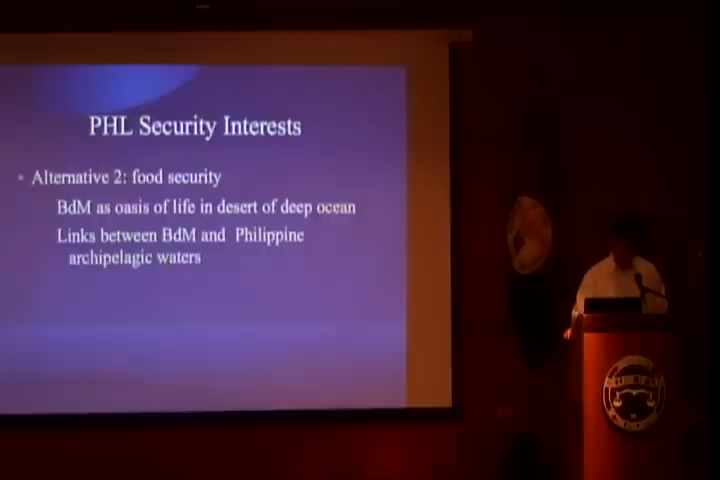 PHL Security Interests
• Alternative 2: food security
BdM as oasis of life in desert of deep ocean
Links between BdM and Philippine
archipelagic waters